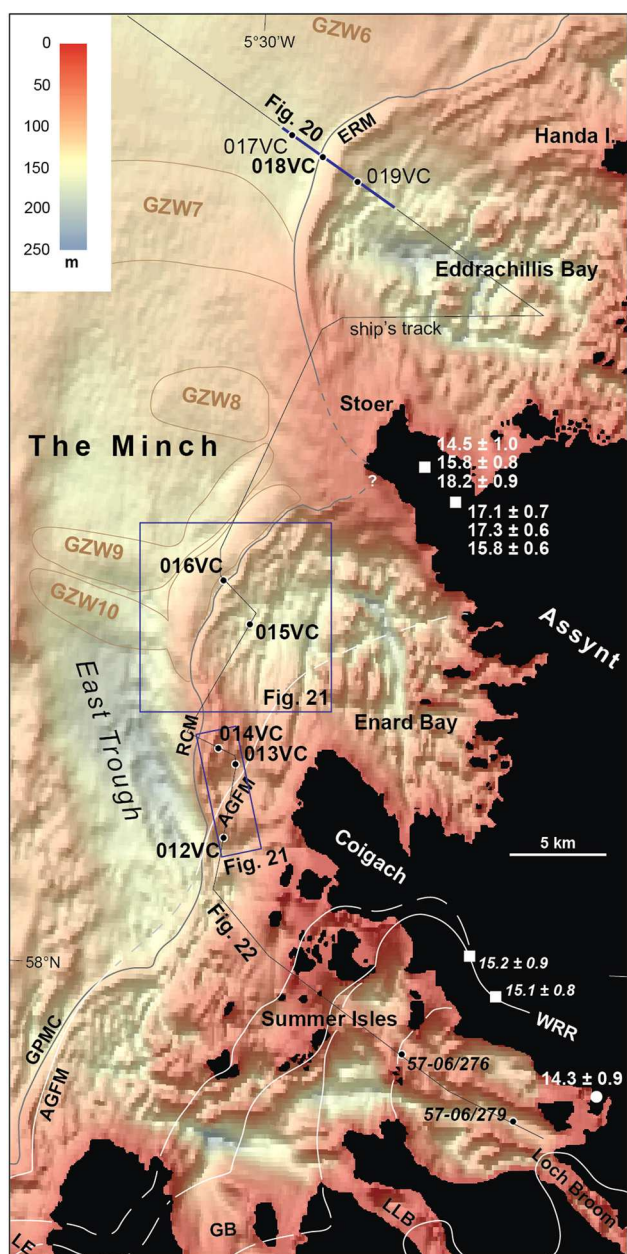 0
50
100
150
200
250
m
5°30'W
GZW6
Fig. 20
ERM
017VC
018VC
019VC
Handa I.
GZW7
Eddrachillis Bay
ship's track
Stoer
GZW8
The Minch
14.5 ± 1.0
15.8 ± 0.8
18.2 ± 0.9
?
17.1 ± 0.7
17.3 ± 0.6
15.8 ± 0.6
GZW9
016VC
GZW10
015VC
Assynt
East Trough
Fig. 21
RCM
Enard Bay
014VC
013VC
AGFM
012VC
Fig. 21
Coigach
5 km
Fig. 22
58°N
15.2 ± 0.9
15.1 ± 0.8
WRR
Summer Isles
GPMC
AGFM
57-06/276
14.3 ± 0.9
57-06/279
Loch Broom
LLB
GB
LE